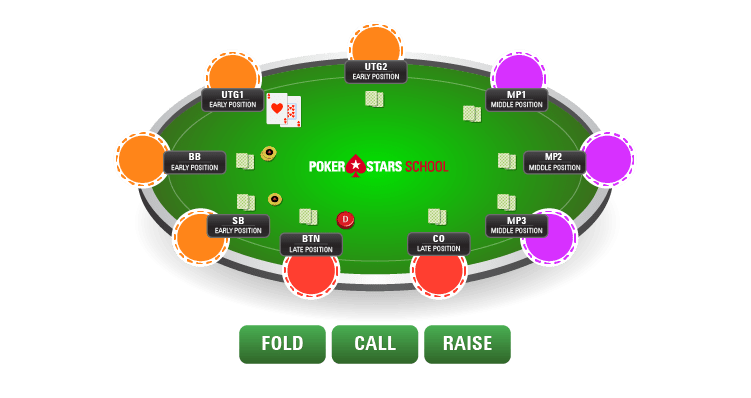 UTG2
EARLY POSITION
UTG1
EARLY POSITION
MP1
MIDDLE POSITION
BB
EARLY POSITION
POKER STARS SCHOOL
MP2
MIDDLE POSITION
SB
EARLY POSITION
D
MP3
MIDDLE POSITION
BTN
LATE POSITION
CO
LATE POSITION
FOLD CALL RAISE